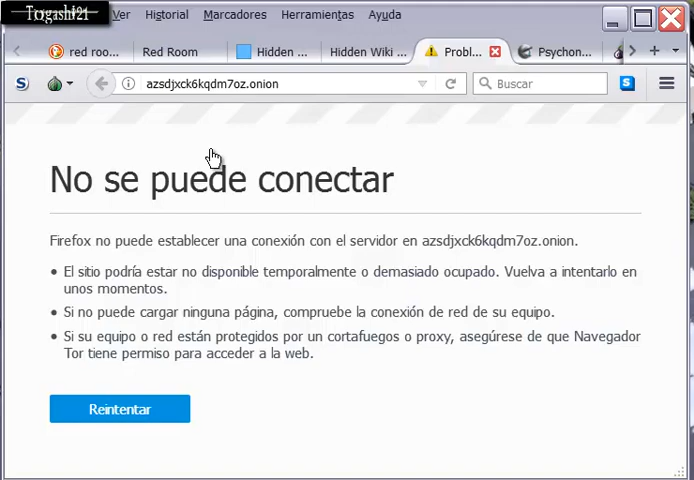 Togashi21
Ver Historial Marcadores Herramientas Ayuda
red roo... Red Room Hidden ... Hidden Wiki ... Probl... Psychon...
azsdjxck6kqdm7oz.onion Buscar
No se puede conectar
Firefox no puede establecer una conexión con el servidor en azsdjxck6kqdm7oz.onion.
• El sitio podría estar no disponible temporalmente o demasiado ocupado. Vuelva a intentarlo en
unos momentos.
• Si no puede cargar ninguna página, compruebe la conexión de red de su equipo.
• Si su equipo o red están protegidos por un cortafuegos o proxy, asegúrese de que Navegador
Tor tiene permiso para acceder a la web.
Reintentar